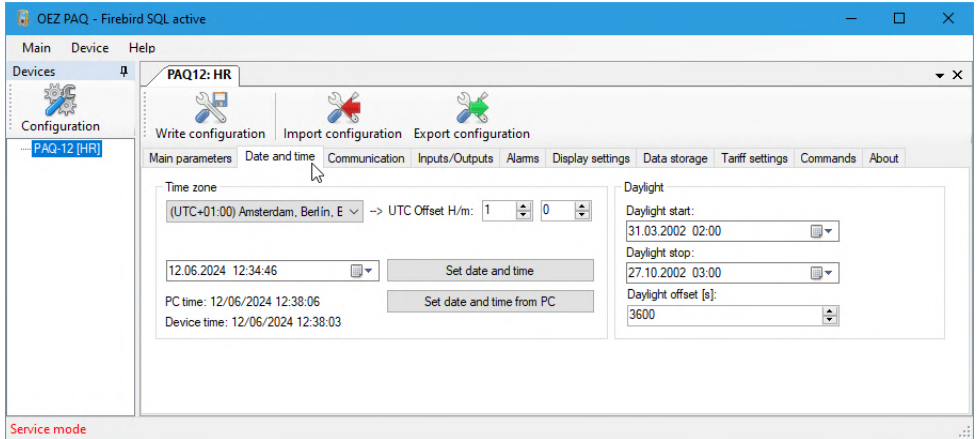 OEZ PAQ - Firebird SQL active
Main Device Help
Devices
Configuration
PAQ-12 [HR]
PAQ12: HR
Write configuration Import configuration Export configuration
Main parameters Date and time Communication Inputs/Outputs Alarms Display settings Data storage Tariff settings Commands About
Time zone
(UTC+01:00) Amsterdam, Berlin, E --> UTC Offset H/m: 1 0
12.06.2024 12:34:46 Set date and time
PC time: 12/06/2024 12:38:06 Set date and time from PC
Device time: 12/06/2024 12:38:03
Daylight
Daylight start:
31.03.2002 02:00
Daylight stop:
27.10.2002 03:00
Daylight offset [s]:
3600
Service mode